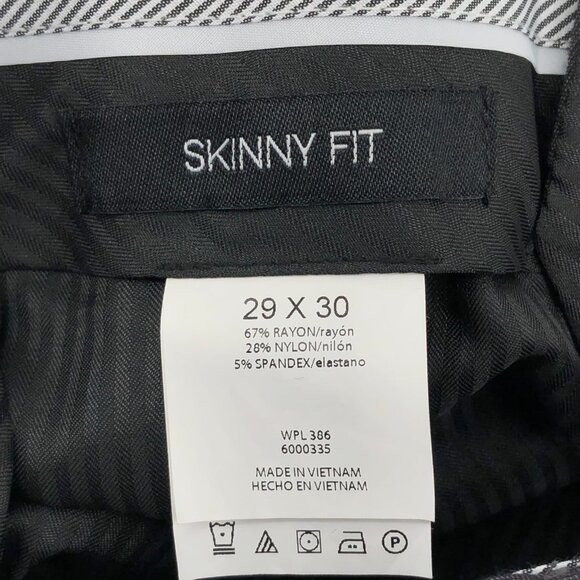 SKINNY FIT
29 X 30
67% RAYON/rayón
28% NYLON/nilón
5% SPANDEX/elastano
WPL 386
6000335
MADE IN VIETNAM
HECHO EN VIETNAM
P